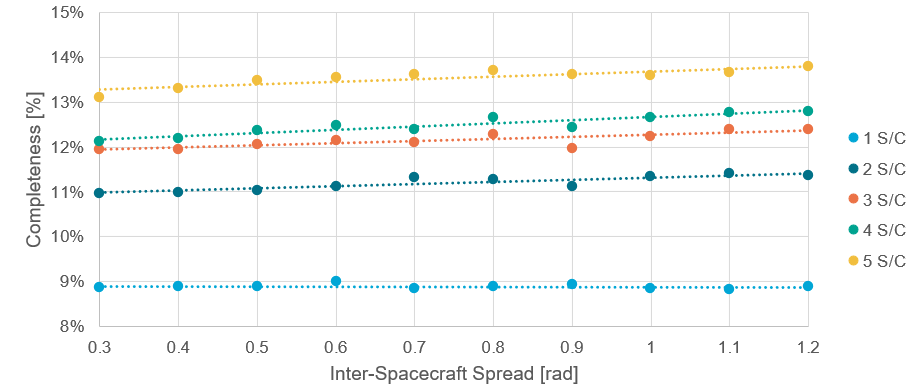 15%
14%
13%
12%
11%
10%
9%
8%
Completeness [%]
0.3 0.4 0.5 0.6 0.7 0.8 0.9 1 1.1 1.2
Inter-Spacecraft Spread [rad]
1 S/C
2 S/C
3 S/C
4 S/C
5 S/C